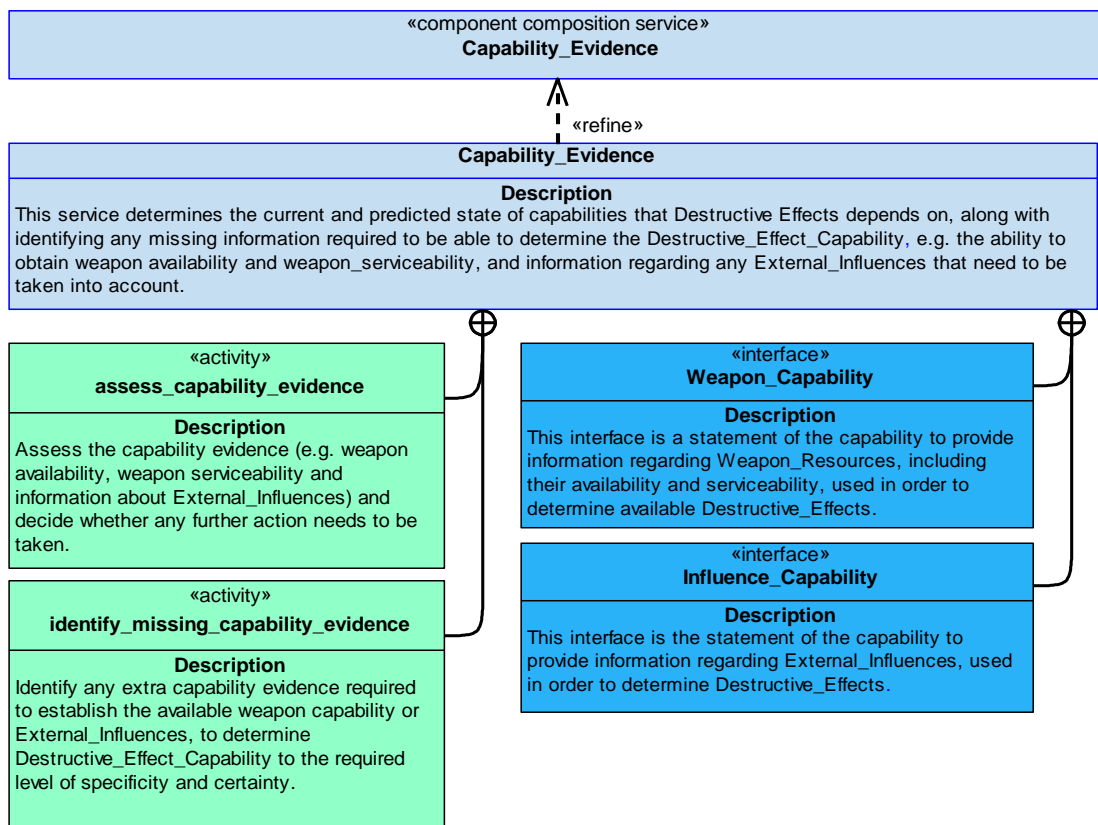 «component composition service»
Capability_Evidence
«refine»
Capability_Evidence
Description
This service determines the current and predicted state of capabilities that Destructive Effects depends on, along with
identifying any missing information required to be able to determine the Destructive_Effect_Capability, e.g. the ability to
obtain weapon availability and weapon_serviceability, and information regarding any External_Influences that need to be
taken into account.
«activity»
assess_capability_evidence
Description
Assess the capability evidence (e.g. weapon
availability, weapon serviceability and
information about External_Influences) and
decide whether any further action needs to be
taken.
«activity»
identify_missing_capability_evidence
Description
Identify any extra capability evidence required
to establish the available weapon capability or
External_Influences, to determine
Destructive_Effect_Capability to the required
level of specificity and certainty.
«interface»
Weapon_Capability
Description
This interface is a statement of the capability to provide
information regarding Weapon_Resources, including
their availability and serviceability, used in order to
determine available Destructive_Effects.
«interface»
Influence_Capability
Description
This interface is the statement of the capability to
provide information regarding External_Influences, used
in order to determine Destructive_Effects.